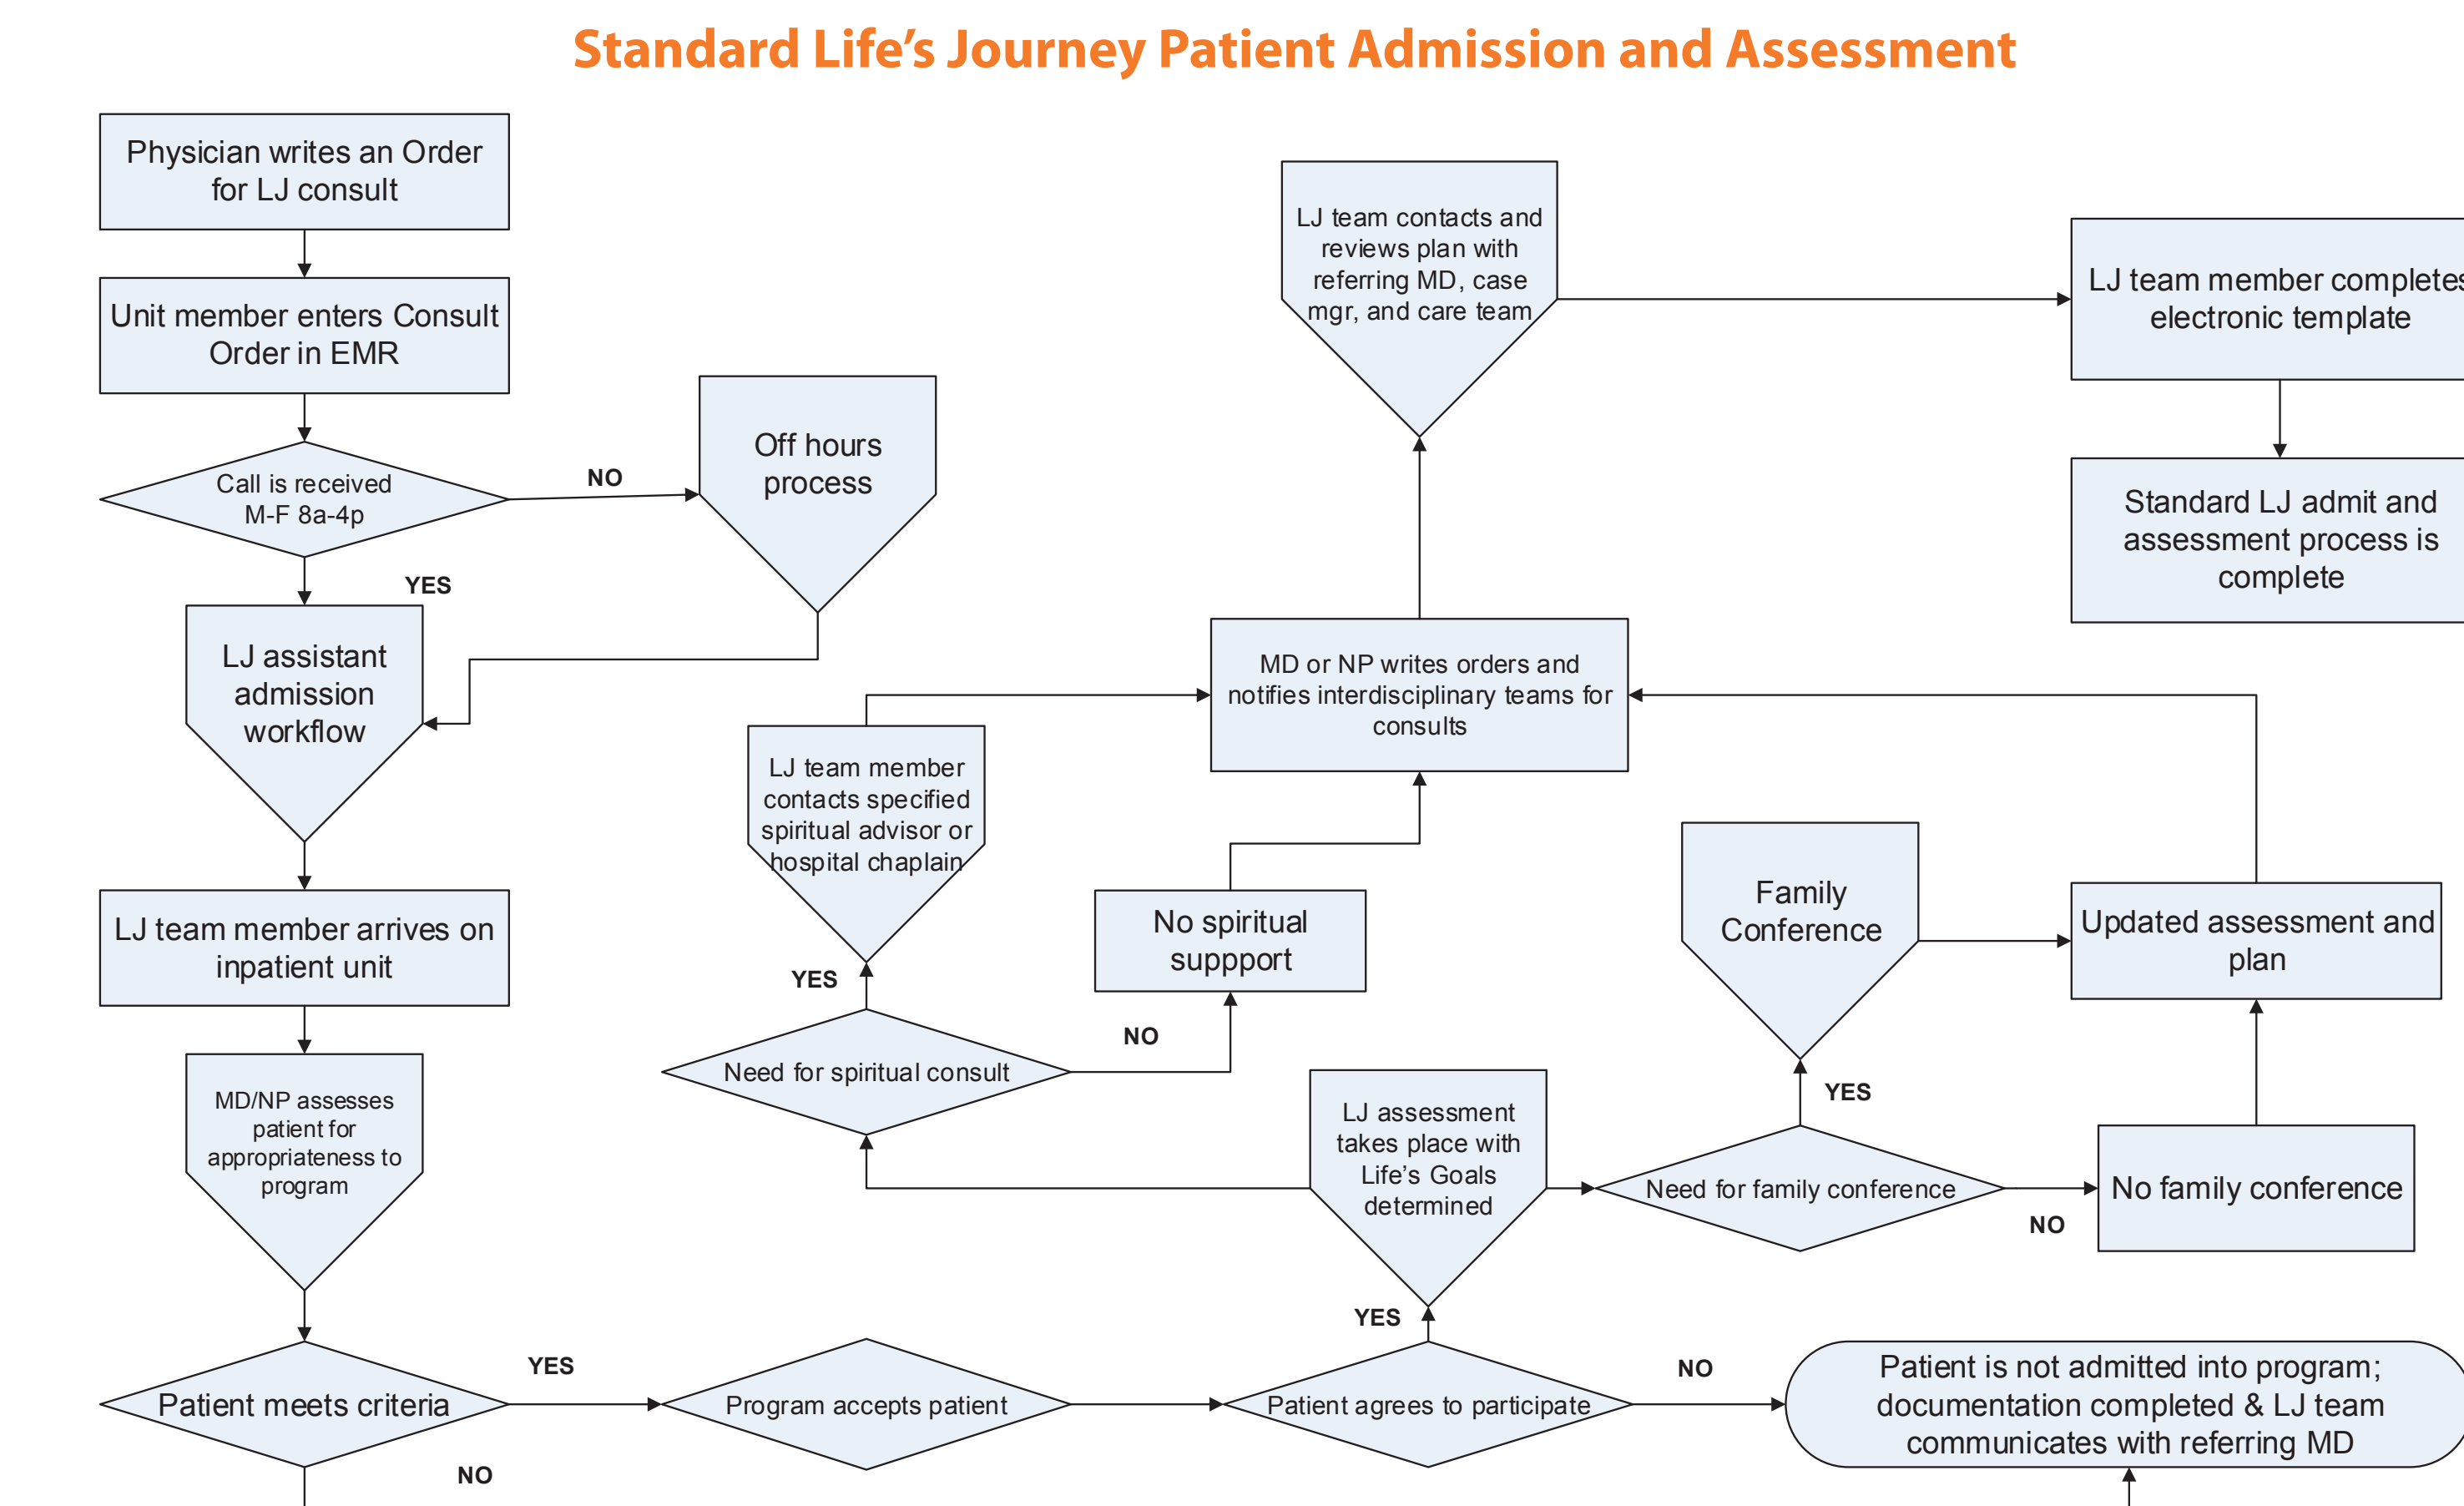 Standard Life’s Journey Patient Admission and Assessment
Physician writes an Order
for LJ consult
Unit member enters Consult
Order in EMR
Call is received
M-F 8a-4p
NO
Off hours
process
YES
LJ assistant
admission
workflow
LJ team member arrives on
inpatient unit
MD/NP assesses
patient for
appropriateness to
program
Patient meets criteria
YES
NO
Program accepts patient
Patient agrees to participate
YES
NO
Patient is not admitted into program;
documentation completed & LJ team
communicates with referring MD
LJ assessment
takes place with
Life’s Goals
determined
Need for spiritual consult
YES
NO
LJ team member
contacts specified
spiritual advisor or
hospital chaplain
No spiritual
suppport
Need for family conference
YES
NO
Family
Conference
No family conference
Updated assessment and
plan
MD or NP writes orders and
notifies interdisciplinary teams for
consults
LJ team contacts and
reviews plan with
referring MD, case
mgr, and care team
LJ team member completes
electronic template
Standard LJ admit and
assessment process is
complete